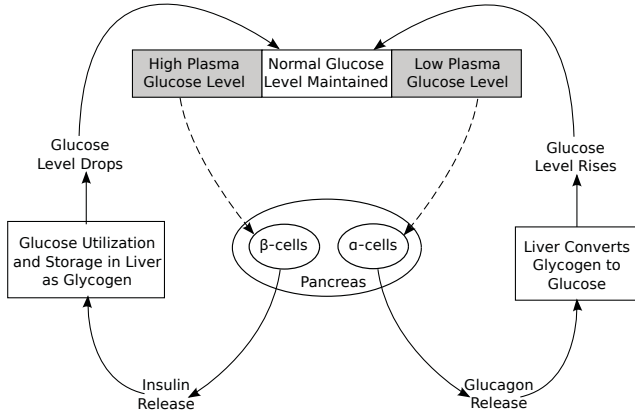 High Plasma
Glucose Level
Normal Glucose
Level Maintained
Low Plasma
Glucose Level
Glucose
Level Drops
Glucose
Level Rises
Glucose Utilization
and Storage in Liver
as Glycogen
β-cells
α-cells
Pancreas
Liver Converts
Glycogen to
Glucose
Insulin
Release
Glucagon
Release